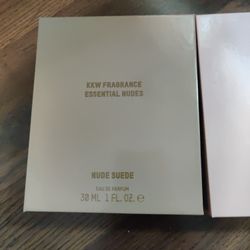 KKW FRAGRANCE
ESSENTIAL NUDES
NUDE SUEDE
EAU DE PARFUM
30 ML 1 FL. OZ. ℮